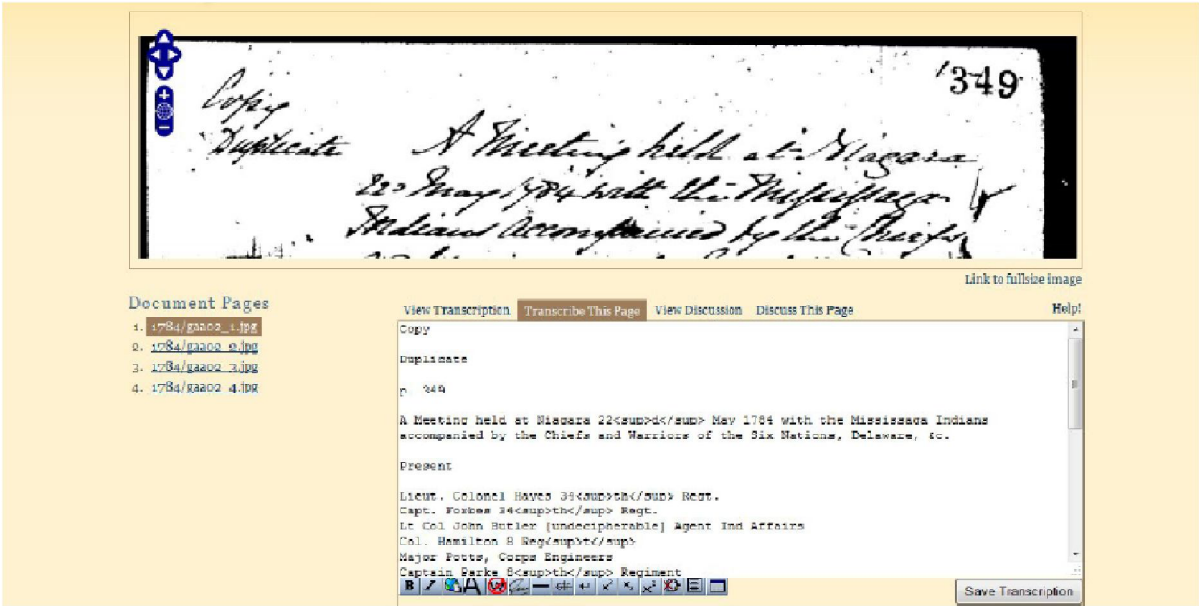 '349
Copy
Duplicate
A Meeting held at Niagara
22d May 1784 with the Mississaga
Indians accompanied by the Chiefs
Link to fullsize image
Document Pages
1. 1784/gaa02_1.jpg
2. 1784/gaa02_2.jpg
3. 1784/gaa02_3.jpg
4. 1784/gaa02_4.jpg
View Transcription Transcribe This Page View Discussion Discuss This Page Help!
Copy
Duplicate
p. 349
A Meeting held at Niagara 22<sup>d</sup> May 1784 with the Mississaga Indians
accompanied by the Chiefs and Warriors of the Six Nations, Delaware, &c.
Present
Lieut. Colonel Hayes 34<sup>th</sup> Regt.
Capt. Forbes 34<sup>th</sup> Regt.
Lt Col John Butler [undecipherable] Agent Ind Affairs
Col. Hamilton 8 Reg<sup>t</sup>
Major Potts, Corps Engineers
Captain Parke 8<sup>th</sup> Regiment
Save Transcription